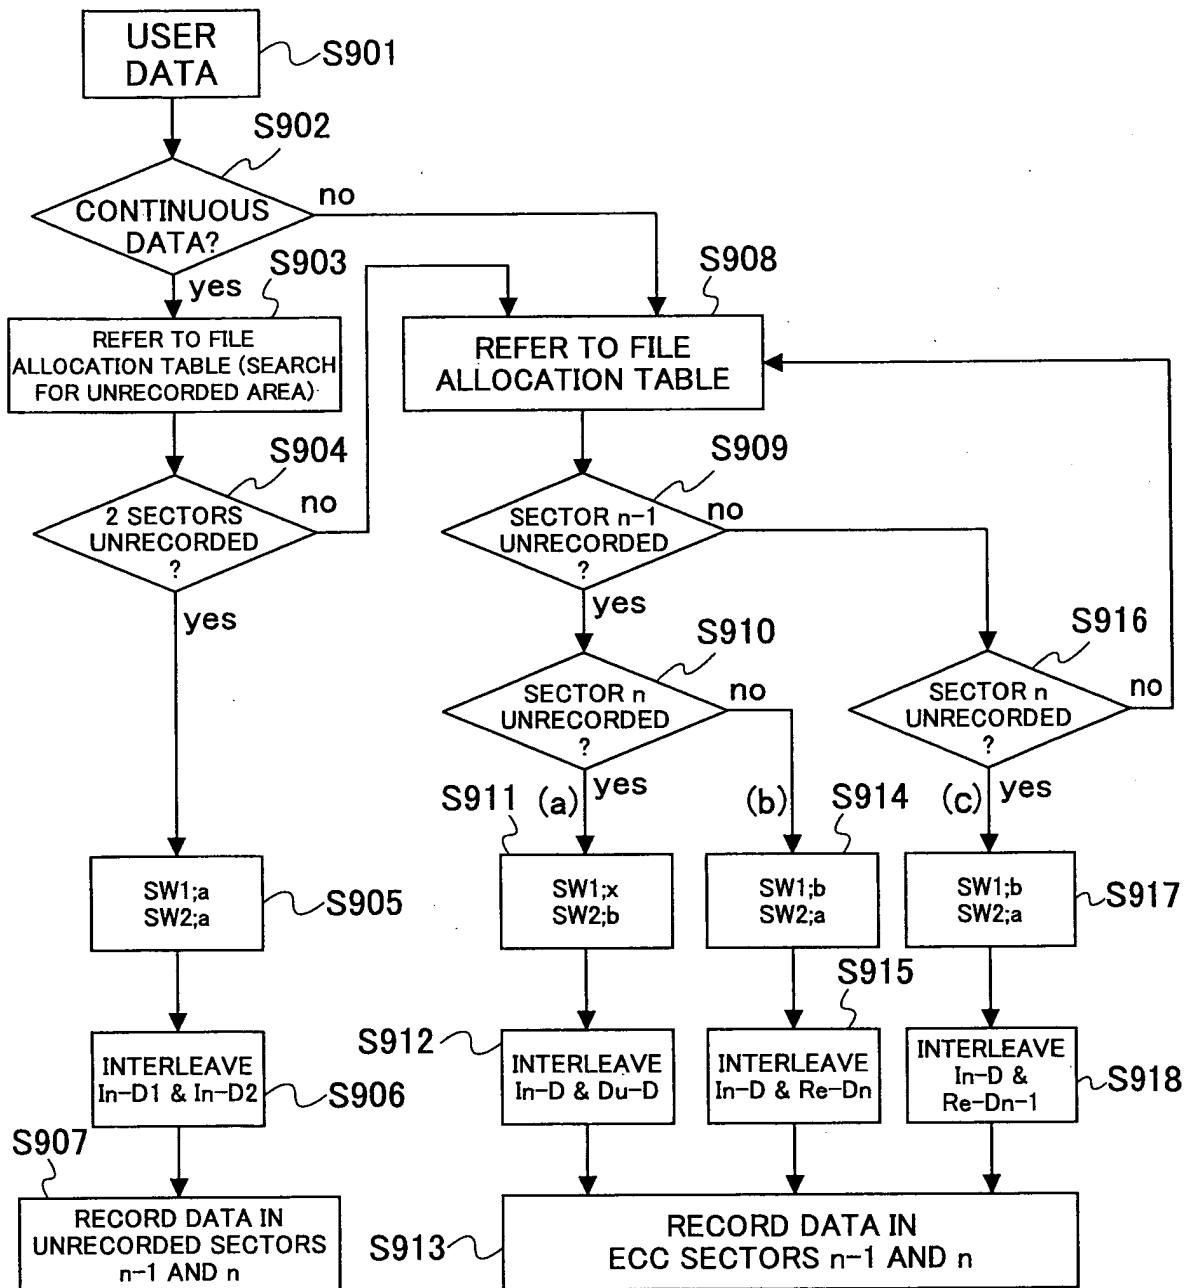 USER
DATA
S901
S902
CONTINUOUS
DATA?
no
yes
S903
REFER TO FILE
ALLOCATION TABLE (SEARCH
FOR UNRECORDED AREA)
S904
2 SECTORS
UNRECORDED
?
no
yes
SW1;a
SW2;a
S905
INTERLEAVE
In-D1 & In-D2
S906
S907
RECORD DATA IN
UNRECORDED SECTORS
n-1 AND n
S908
REFER TO FILE
ALLOCATION TABLE
S909
SECTOR n-1
UNRECORDED
?
no
yes
S910
SECTOR n
UNRECORDED
?
no
yes
S911
(a)
SW1;x
SW2;b
S912
INTERLEAVE
In-D & Du-D
(b)
S914
SW1;b
SW2;a
S915
INTERLEAVE
In-D & Re-Dn
S916
SECTOR n
UNRECORDED
?
no
yes
(c)
SW1;b
SW2;a
S917
INTERLEAVE
In-D &
Re-Dn-1
S918
S913
RECORD DATA IN
ECC SECTORS n-1 AND n